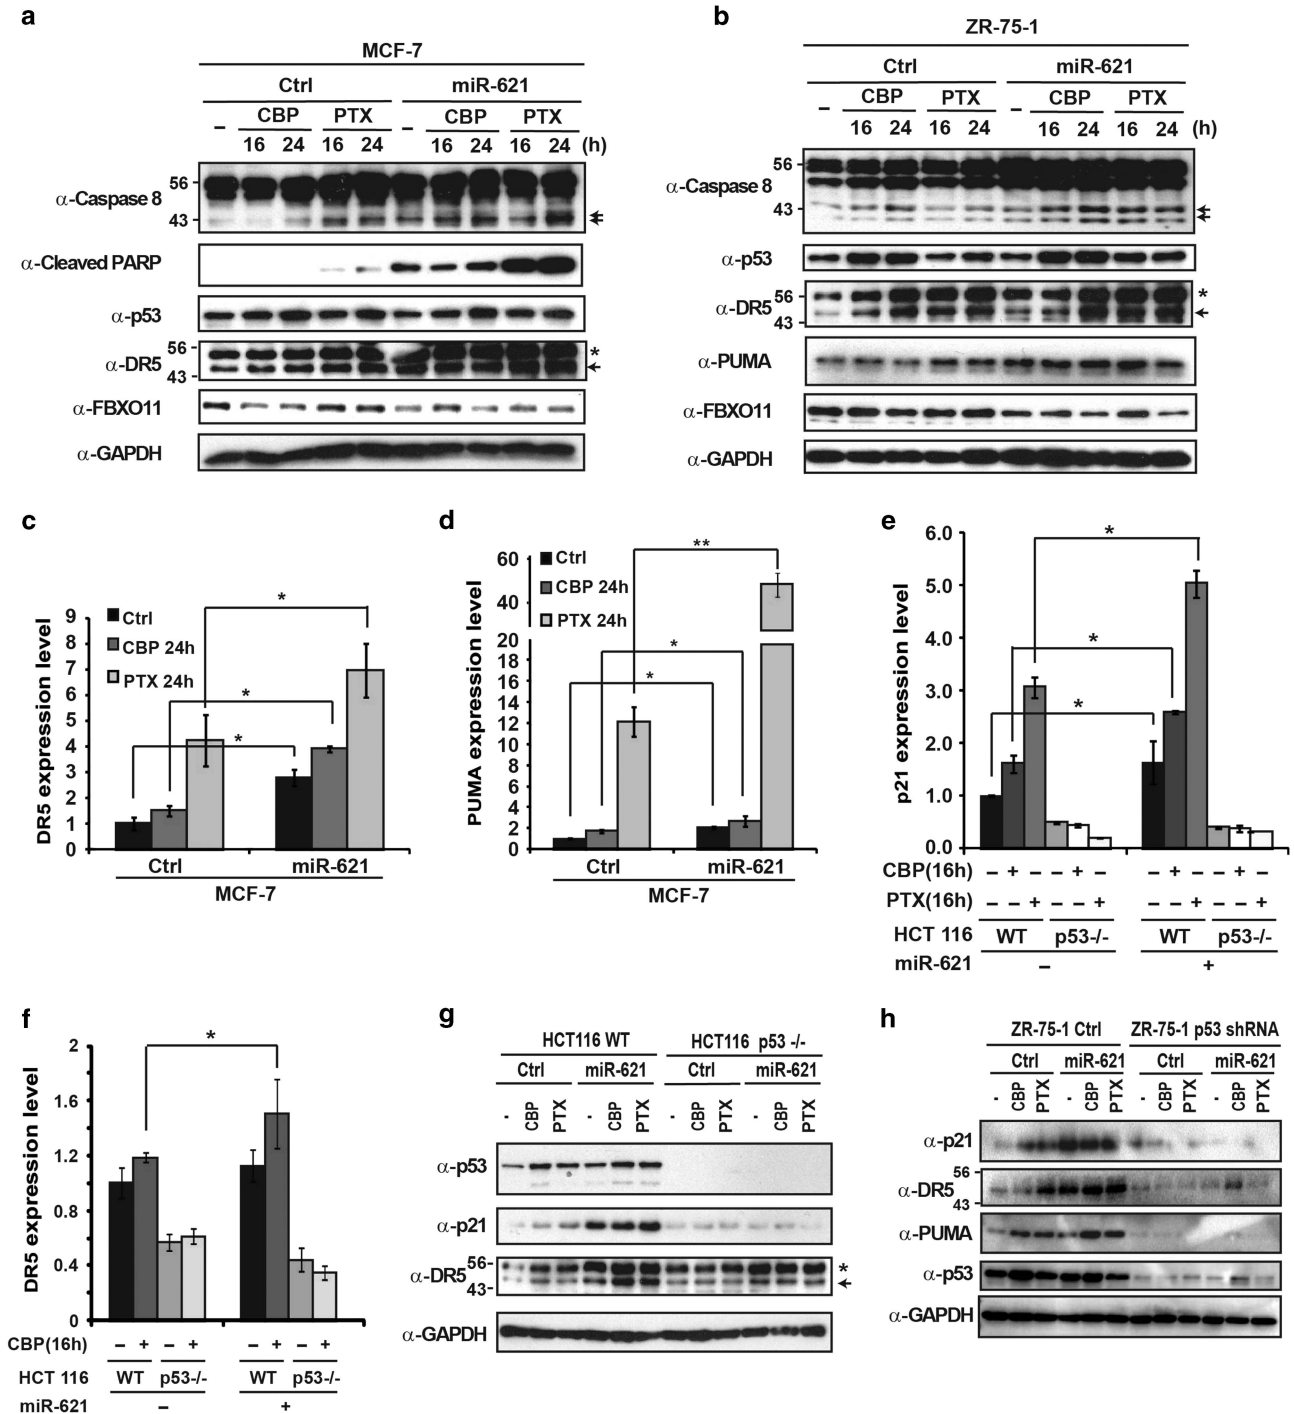 a
MCF-7
Ctrl miR-621
– CBP PTX – CBP PTX
16 24 16 24 16 24 16 24 (h)
α-Caspase 8 56
43
α-Cleaved PARP
α-p53
α-DR5 56 *
43
α-FBXO11
α-GAPDH
b
ZR-75-1
Ctrl miR-621
– CBP PTX – CBP PTX
16 24 16 24 16 24 16 24 (h)
α-Caspase 8 56
43
α-p53
α-DR5 56 *
43
α-PUMA
α-FBXO11
α-GAPDH
c
DR5 expression level
9
8
7
6
5
4
3
2
1
0
Ctrl
CBP 24h
PTX 24h
*
*
*
Ctrl miR-621
MCF-7
d
PUMA expression level
60
40
20
18
16
14
12
10
8
6
4
2
0
Ctrl
CBP 24h
PTX 24h
**
*
*
Ctrl miR-621
MCF-7
e
p21 expression level
6.0
5.0
4.0
3.0
2.0
1.0
0.0
*
*
*
CBP(16h) – + – – + – – + – – + –
PTX(16h) – – + – – + – – + – – +
HCT 116 WT p53-/- WT p53-/-
miR-621 – +
f
DR5 expression level
2
1.6
1.2
0.8
0.4
0
*
CBP(16h) – + – + – + – +
HCT 116 WT p53-/- WT p53-/-
miR-621 – +
g
HCT116 WT HCT116 p53 -/-
Ctrl miR-621 Ctrl miR-621
- CBP PTX - CBP PTX - CBP PTX - CBP PTX
α-p53
α-p21
α-DR5 56- *
43-
α-GAPDH
h
ZR-75-1 Ctrl ZR-75-1 p53 shRNA
Ctrl miR-621 Ctrl miR-621
- CBP PTX - CBP PTX - CBP PTX - CBP PTX
α-p21
α-DR5 56
43
α-PUMA
α-p53
α-GAPDH